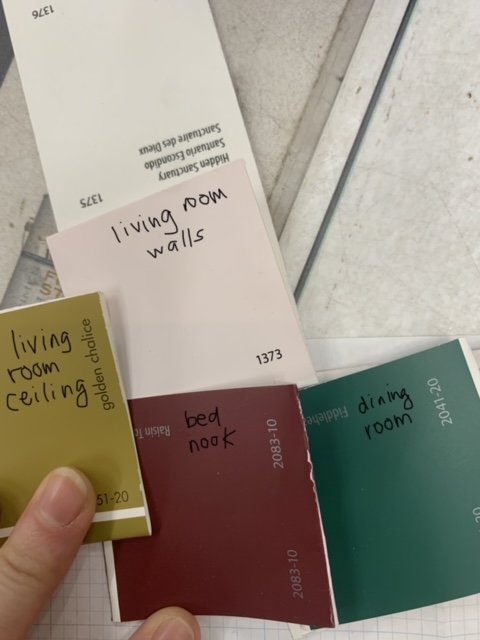 1376
Hidden Sanctuary
Santuario Escondido
Sanctuaire des Dieux
1375
living room
walls
1373
living
room
ceiling
golden chalice
51-20
bed
nook
Raisin
2083-10
2083-10
dining
room
2041-20
20